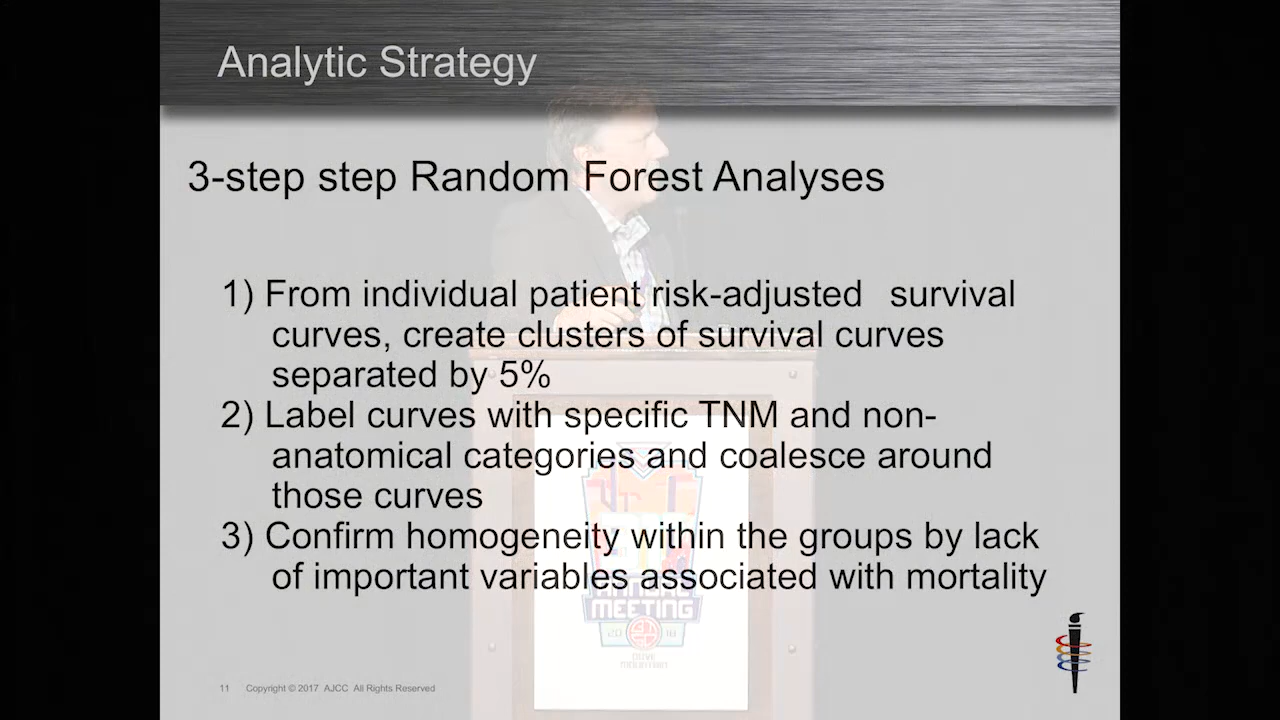 Analytic Strategy
3-step step Random Forest Analyses
1) From individual patient risk-adjusted survival
curves, create clusters of survival curves
separated by 5%
2) Label curves with specific TNM and non-
anatomical categories and coalesce around
those curves
3) Confirm homogeneity within the groups by lack
of important variables associated with mortality
ANNUAL
MEETING
11 Copyright © 2017 AJCC All Rights Reserved